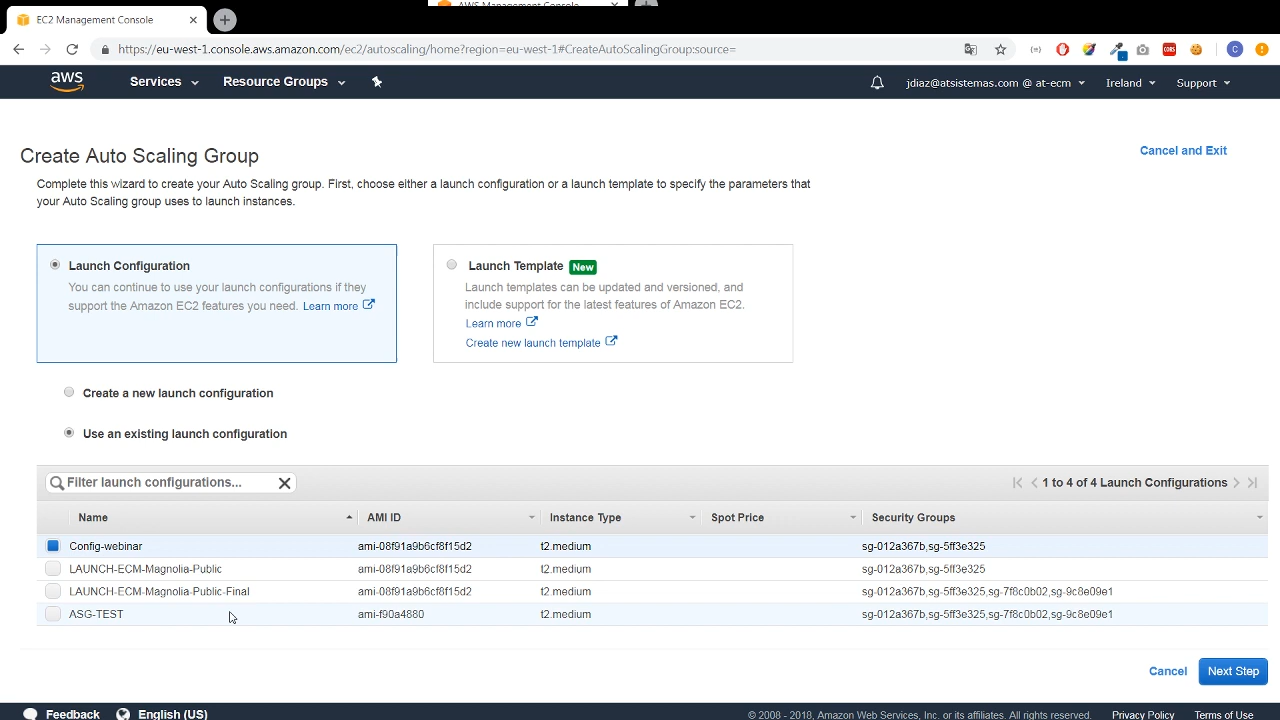 EC2 Management Console
AWS Management Console
https://eu-west-1.console.aws.amazon.com/ec2/autoscaling/home?region=eu-west-1#CreateAutoScalingGroup:source=
CORS
C
aws
Services
Resource Groups
jdiaz@atsistemas.com @ at-ecm
Ireland
Support
Create Auto Scaling Group
Cancel and Exit
Complete this wizard to create your Auto Scaling group. First, choose either a launch configuration or a launch template to specify the parameters that
your Auto Scaling group uses to launch instances.
Launch Configuration
You can continue to use your launch configurations if they
support the Amazon EC2 features you need. Learn more
Launch Template New
Launch templates can be updated and versioned, and
include support for the latest features of Amazon EC2.
Learn more
Create new launch template
Create a new launch configuration
Use an existing launch configuration
Filter launch configurations...
1 to 4 of 4 Launch Configurations
Name AMI ID Instance Type Spot Price Security Groups
Config-webinar ami-08f91a9b6cf8f15d2 t2.medium sg-012a367b,sg-5ff3e325
LAUNCH-ECM-Magnolia-Public ami-08f91a9b6cf8f15d2 t2.medium sg-012a367b,sg-5ff3e325
LAUNCH-ECM-Magnolia-Public-Final ami-08f91a9b6cf8f15d2 t2.medium sg-012a367b,sg-5ff3e325,sg-7f8c0b02,sg-9c8e09e1
ASG-TEST ami-f90a4880 t2.medium sg-012a367b,sg-5ff3e325,sg-7f8c0b02,sg-9c8e09e1
Cancel
Next Step
Feedback
English (US)
© 2008 - 2018, Amazon Web Services, Inc. or its affiliates. All rights reserved.
Privacy Policy
Terms of Use